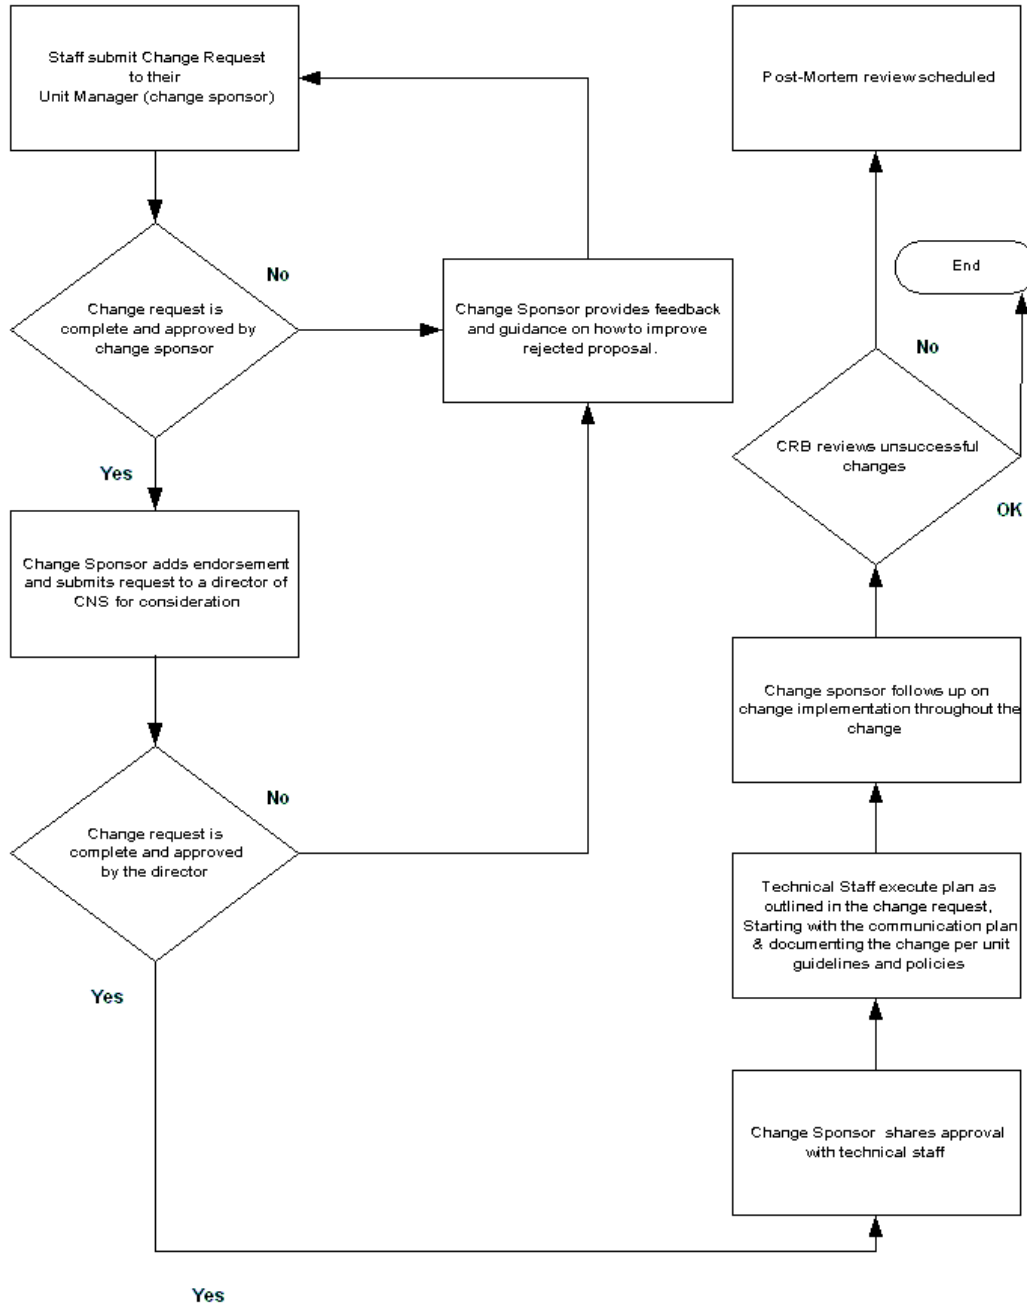 Staff submit Change Request
to their
Unit Manager (change sponsor)
No
Change request is
complete and approved by
change sponsor
Yes
Change Sponsor provides feedback
and guidance on how to improve
rejected proposal.
Change Sponsor adds endorsement
and submits request to a director of
CNS for consideration
No
Change request is
complete and approved
by the director
Yes
Yes
Change Sponsor shares approval
with technical staff
Technical Staff execute plan as
outlined in the change request,
Starting with the communication plan
& documenting the change per unit
guidelines and policies
Change sponsor follows up on
change implementation throughout the
change
CRB reviews unsuccessful
changes
No
OK
End
Post-Mortem review scheduled